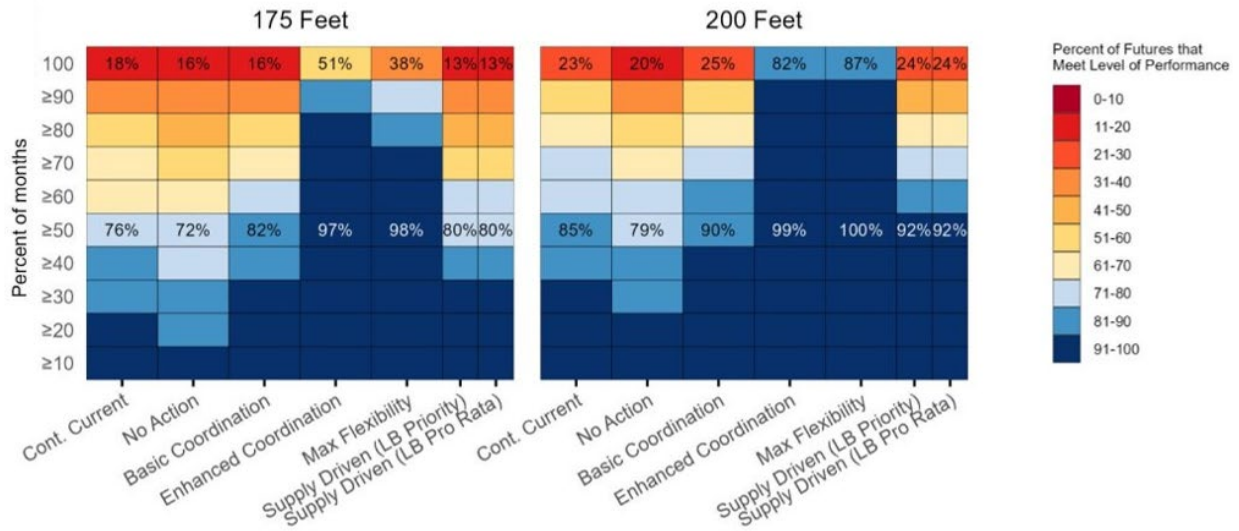 175 Feet 200 Feet
Percent of Futures that
Meet Level of Performance
100 18% 16% 16% 51% 38% 13% 13% 23% 20% 25% 82% 87% 24% 24%
≥90
≥80
≥70
≥60
≥50 76% 72% 82% 97% 98% 80% 80% 85% 79% 90% 99% 100% 92% 92%
≥40
≥30
≥20
≥10
Percent of months
0-10
11-20
21-30
31-40
41-50
51-60
61-70
71-80
81-90
91-100
Cont. Current
No Action
Basic Coordination
Enhanced Coordination
Max Flexibility
Supply Driven (LB Priority)
Supply Driven (LB Pro Rata)
Cont. Current
No Action
Basic Coordination
Enhanced Coordination
Max Flexibility
Supply Driven (LB Priority)
Supply Driven (LB Pro Rata)